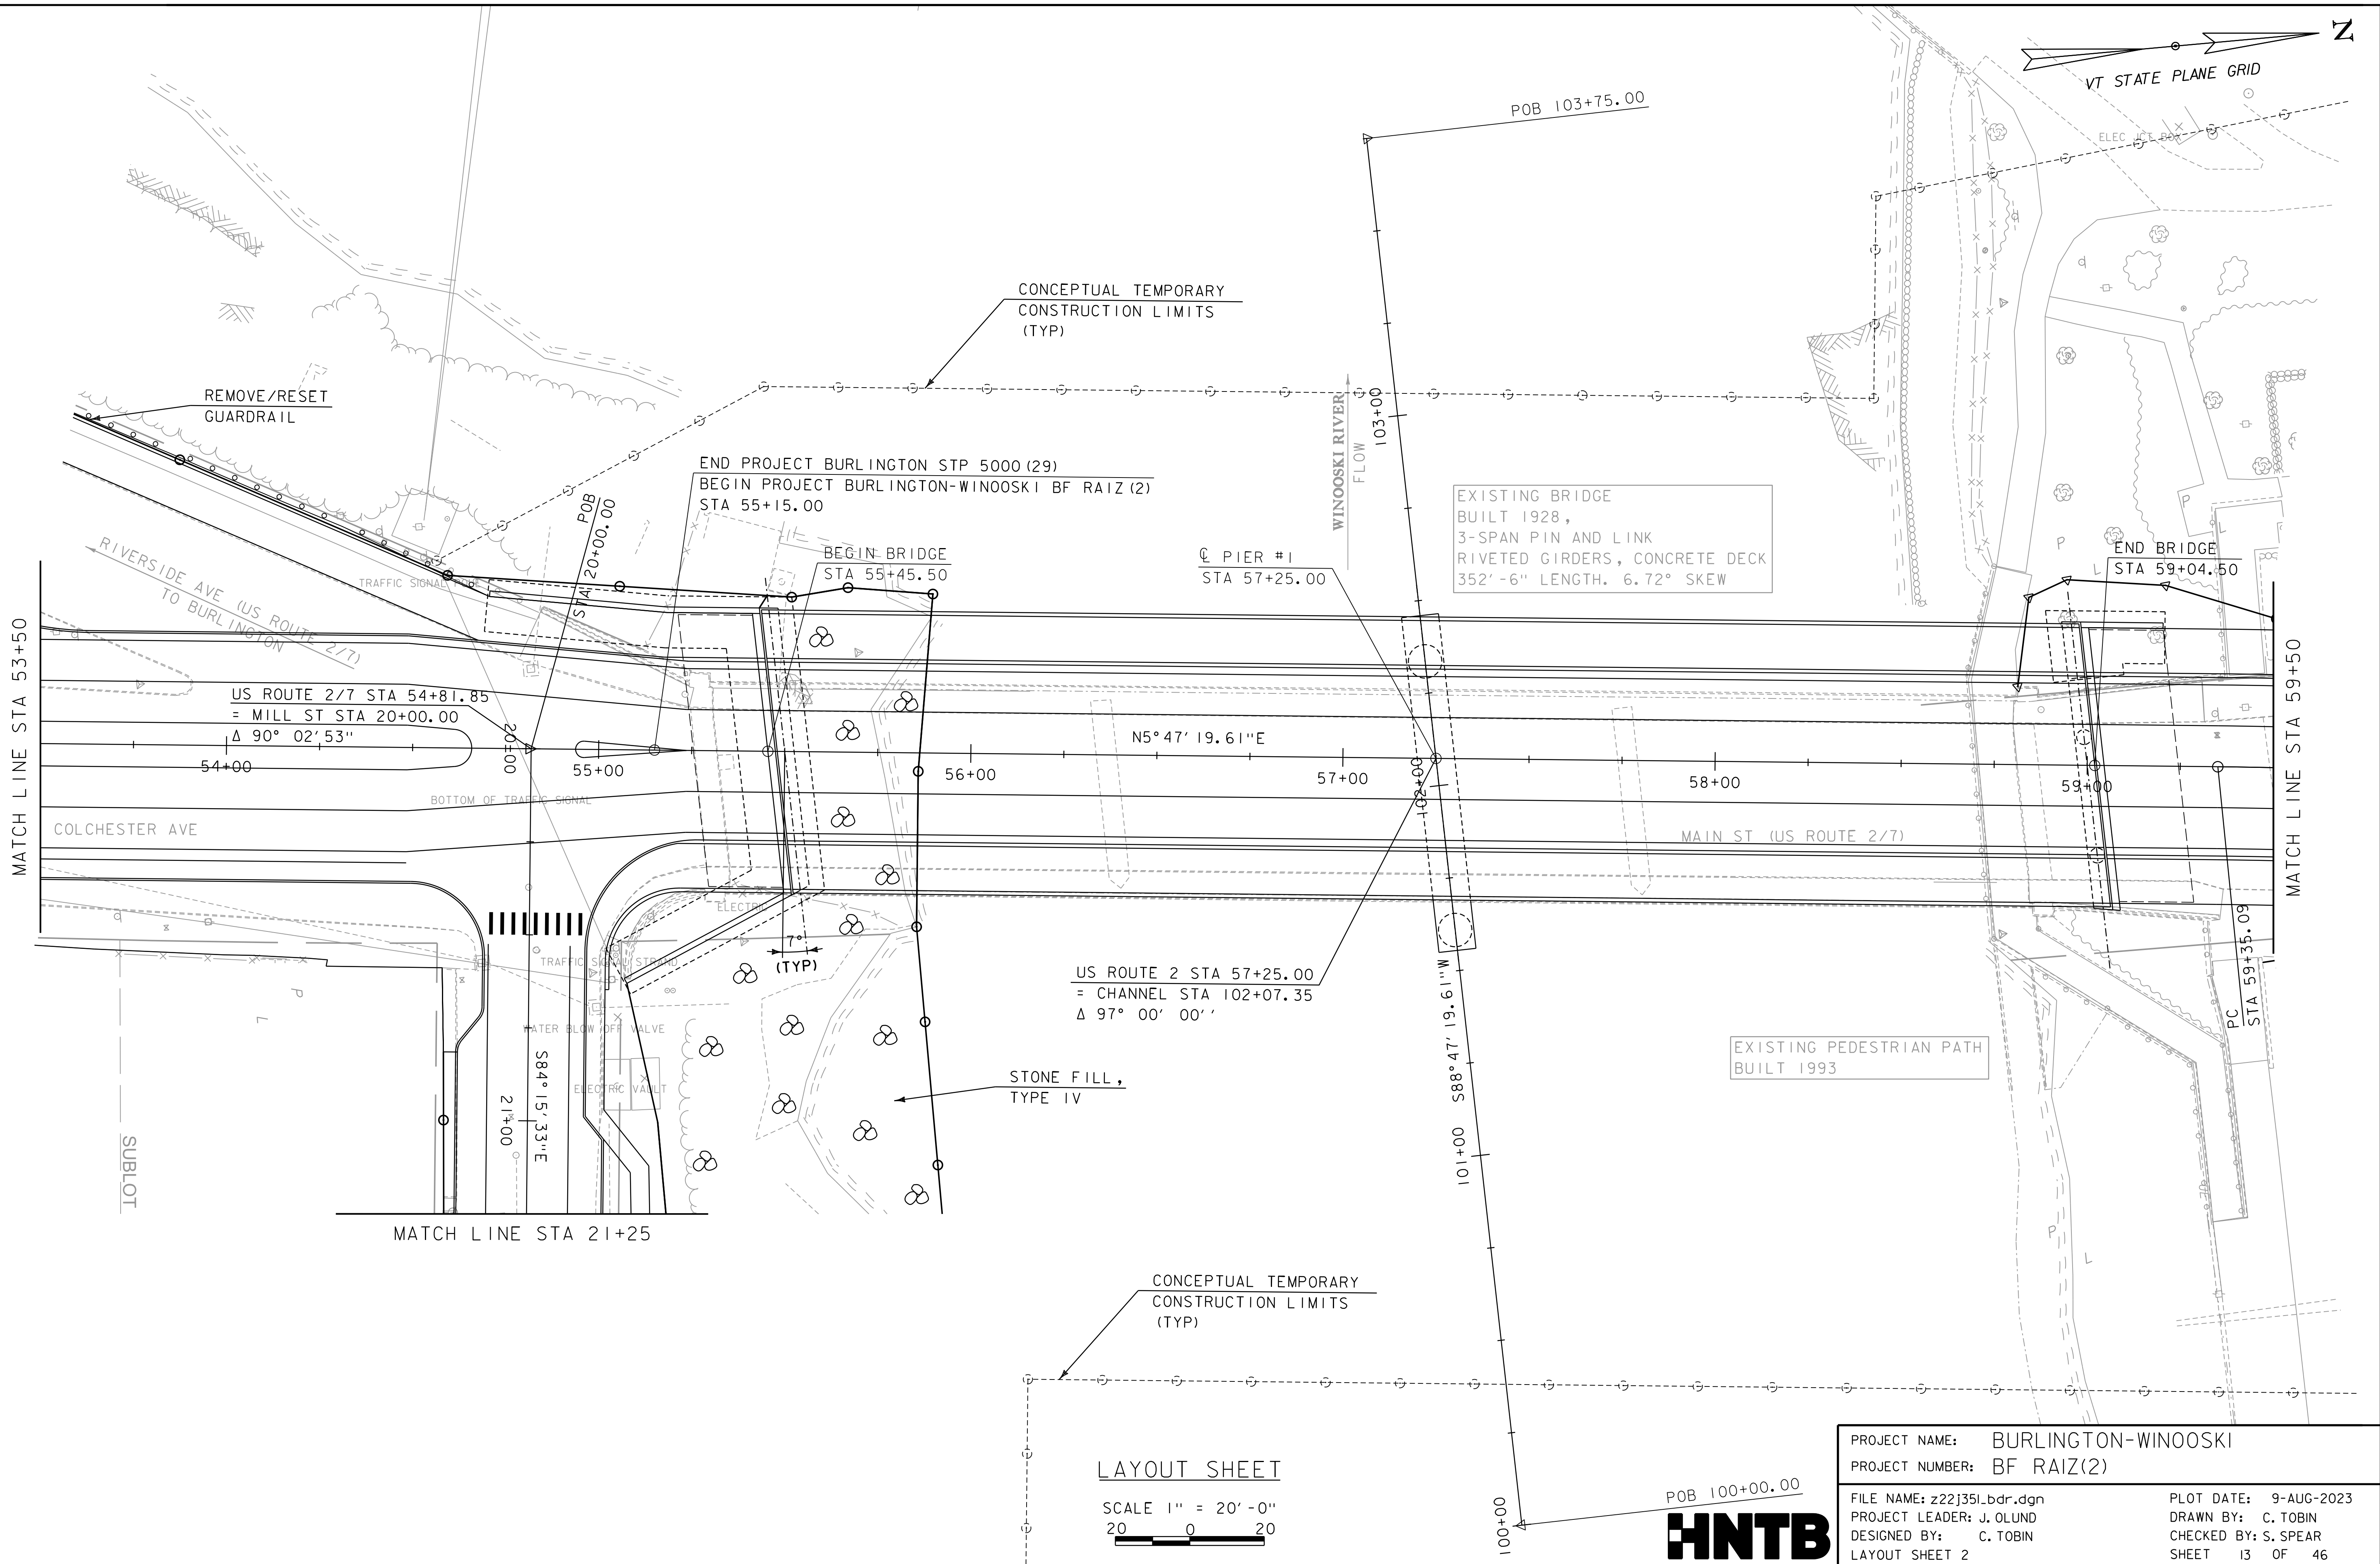 N
VT STATE PLANE GRID
POB 103+75.00
CONCEPTUAL TEMPORARY
CONSTRUCTION LIMITS
(TYP)
REMOVE/RESET
GUARDRAIL
END PROJECT BURLINGTON STP 5000(29)
BEGIN PROJECT BURLINGTON-WINOOSKI BF RAIZ(2)
STA 55+15.00
POB
STA 20+00.00
BEGIN BRIDGE
STA 55+45.50
℄ PIER #1
STA 57+25.00
WINOOSKI RIVER
FLOW
103+00
EXISTING BRIDGE
BUILT 1928,
3-SPAN PIN AND LINK
RIVETED GIRDERS, CONCRETE DECK
352'-6" LENGTH. 6.72° SKEW
END BRIDGE
STA 59+04.50
P
L
P
L
RIVERSIDE AVE (US ROUTE 2/7)
TO BURLINGTON
TRAFFIC SIGNAL
MATCH LINE STA 53+50
MATCH LINE STA 59+50
US ROUTE 2/7 STA 54+81.85
= MILL ST STA 20+00.00
Δ 90° 02'53"
20+00
54+00
55+00
N5°47'19.61"E
56+00
57+00
102+00
58+00
59+00
BOTTOM OF TRAFFIC SIGNAL
COLCHESTER AVE
MAIN ST (US ROUTE 2/7)
ELECTRIC
7°
(TYP)
TRAFFIC SIGNAL STRAND
WATER BLOW OFF VALVE
ELECTRIC VAULT
P
L
US ROUTE 2 STA 57+25.00
= CHANNEL STA 102+07.35
Δ 97° 00' 00''
S88°47'19.61"W
101+00
PC
STA 59+35.09
EXISTING PEDESTRIAN PATH
BUILT 1993
STONE FILL,
TYPE IV
S84°15'33"E
21+00
SUBLOT
P
L
MATCH LINE STA 21+25
CONCEPTUAL TEMPORARY
CONSTRUCTION LIMITS
(TYP)
100+00
POB 100+00.00
LAYOUT SHEET
SCALE 1" = 20'-0"
20 0 20
HNTB
PROJECT NAME: BURLINGTON-WINOOSKI
PROJECT NUMBER: BF RAIZ(2)
FILE NAME: z22j351_bdr.dgn PLOT DATE: 9-AUG-2023
PROJECT LEADER: J. OLUND DRAWN BY: C. TOBIN
DESIGNED BY: C. TOBIN CHECKED BY: S. SPEAR
LAYOUT SHEET 2 SHEET 13 OF 46
ELEC JCT BOX